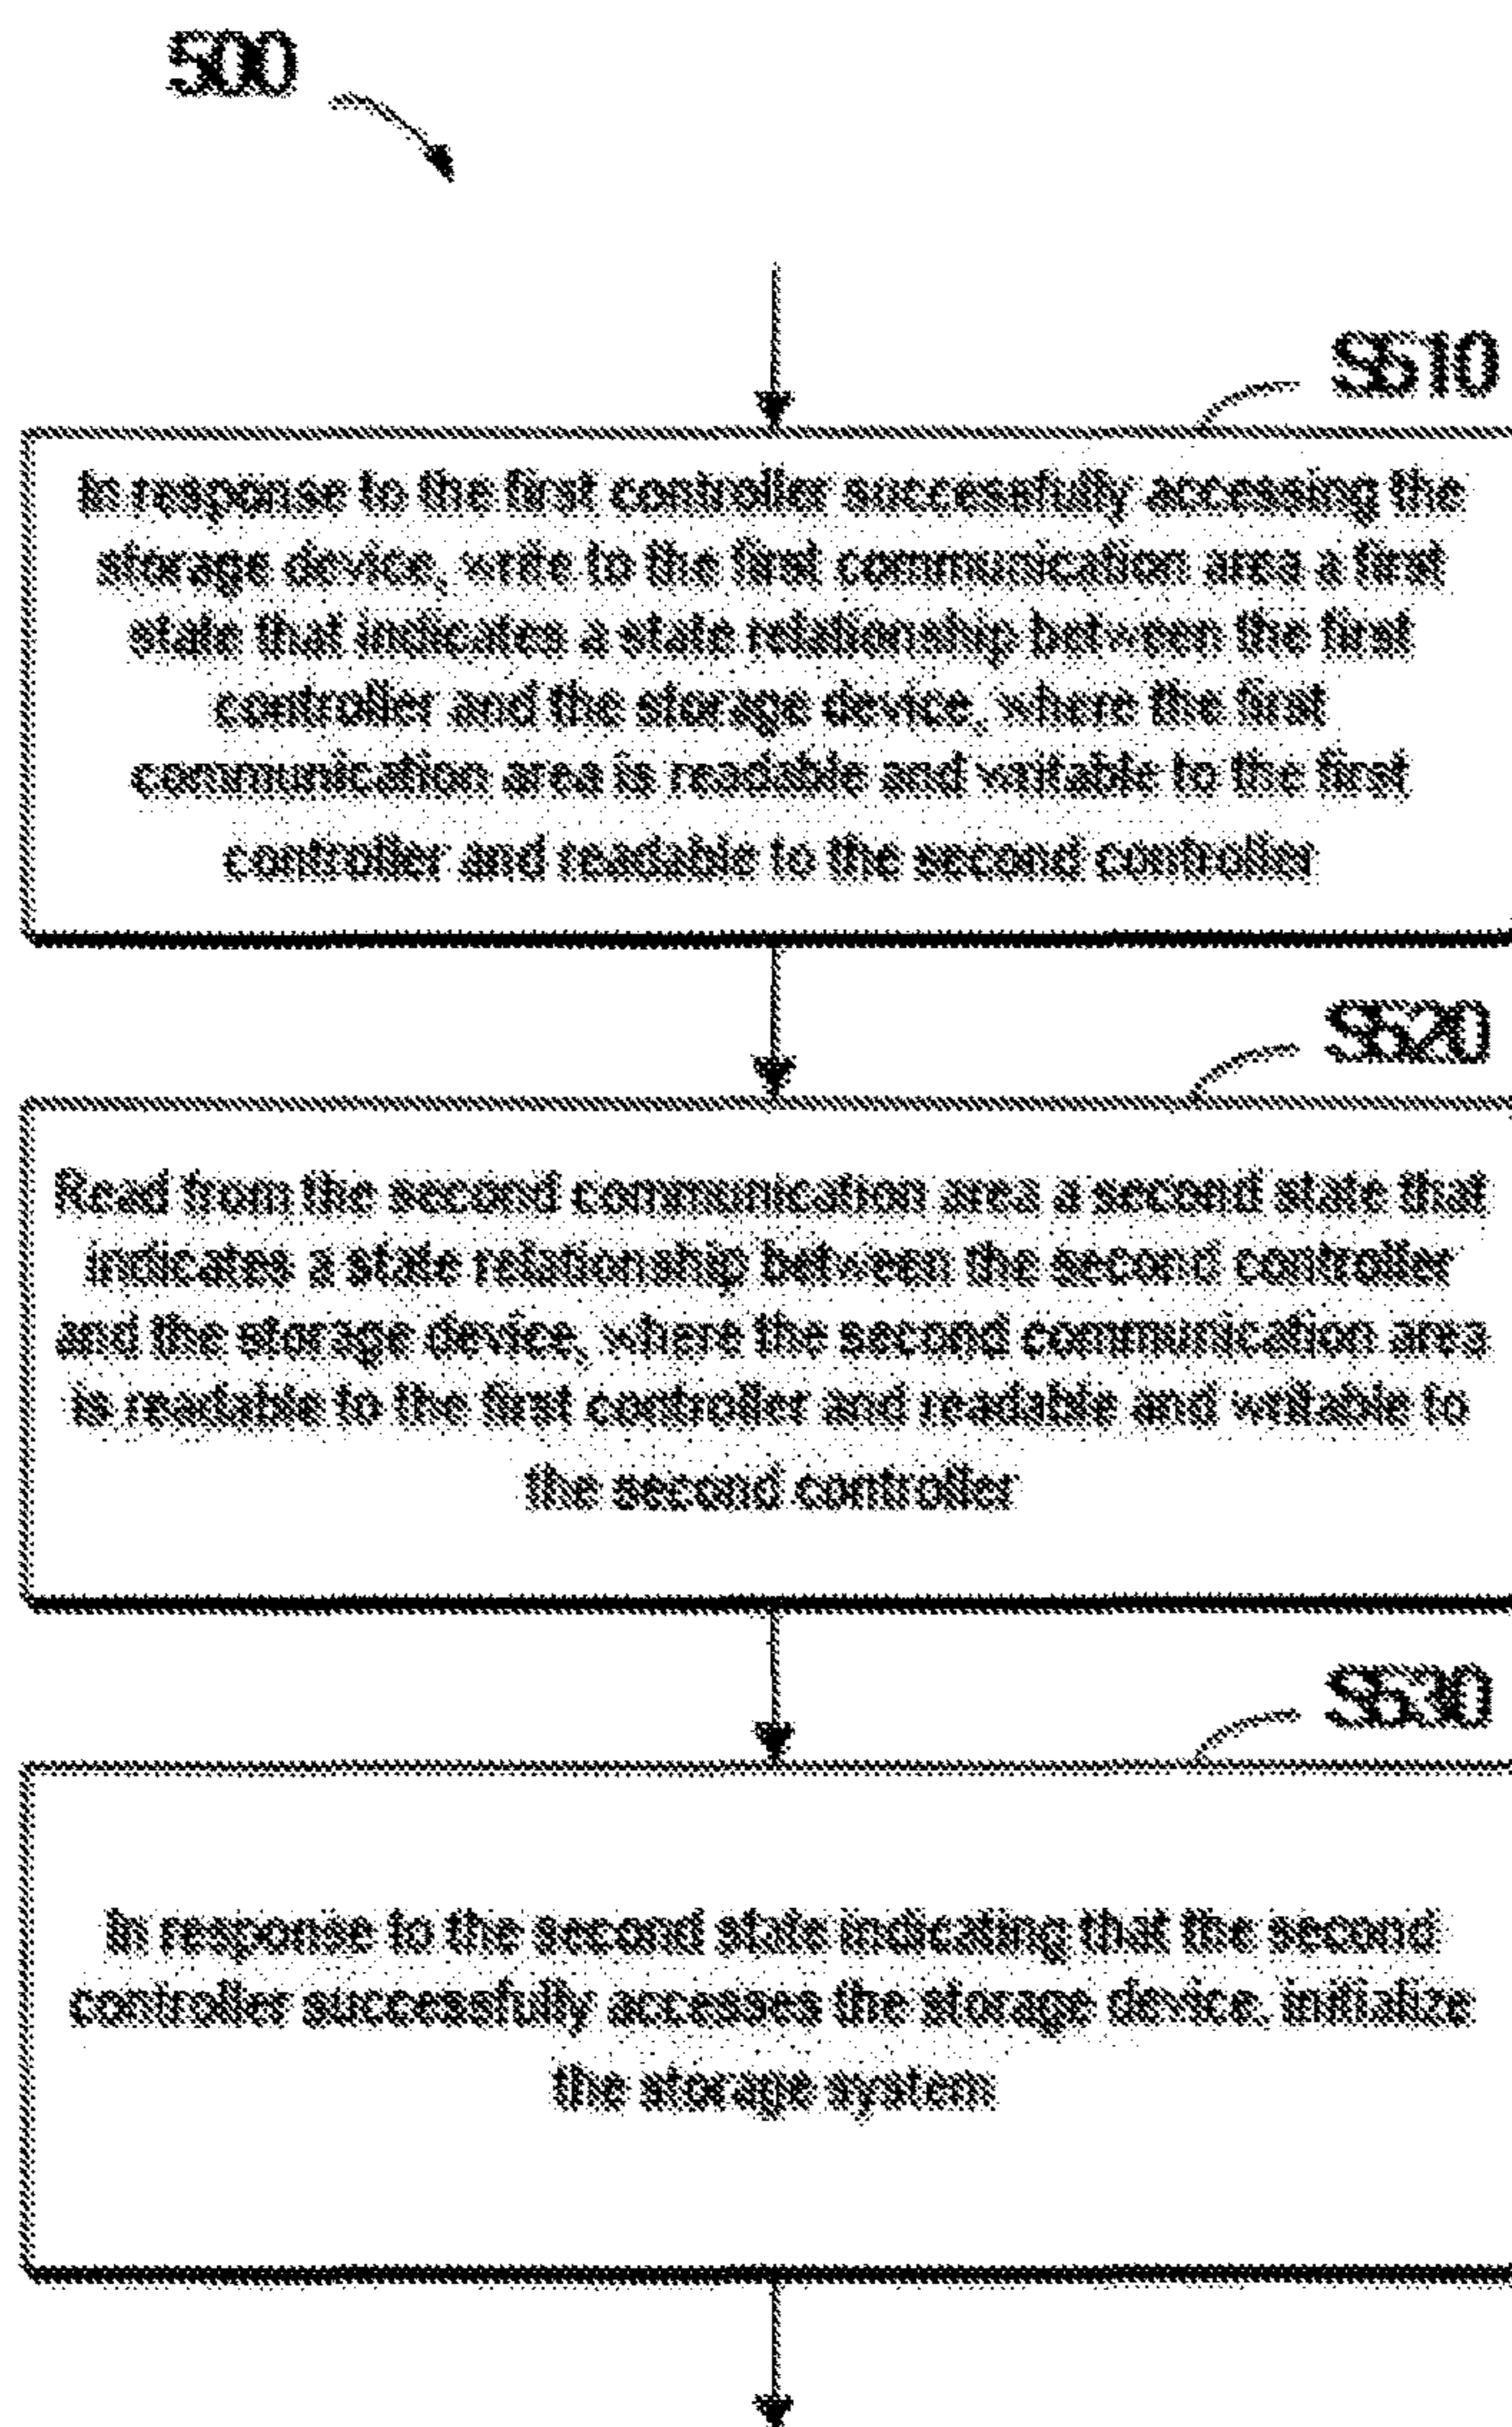 500
S510
In response to the first controller successfully accessing the
storage device, write to the first communication area a first
state that indicates a state relationship between the first
controller and the storage device, where the first
communication area is readable and writable to the first
controller and readable to the second controller
S520
Read from the second communication area a second state that
indicates a state relationship between the second controller
and the storage device, where the second communication area
is readable to the first controller and readable and writable to
the second controller
S530
In response to the second state indicating that the second
controller successfully accesses the storage device, initialize
the storage system